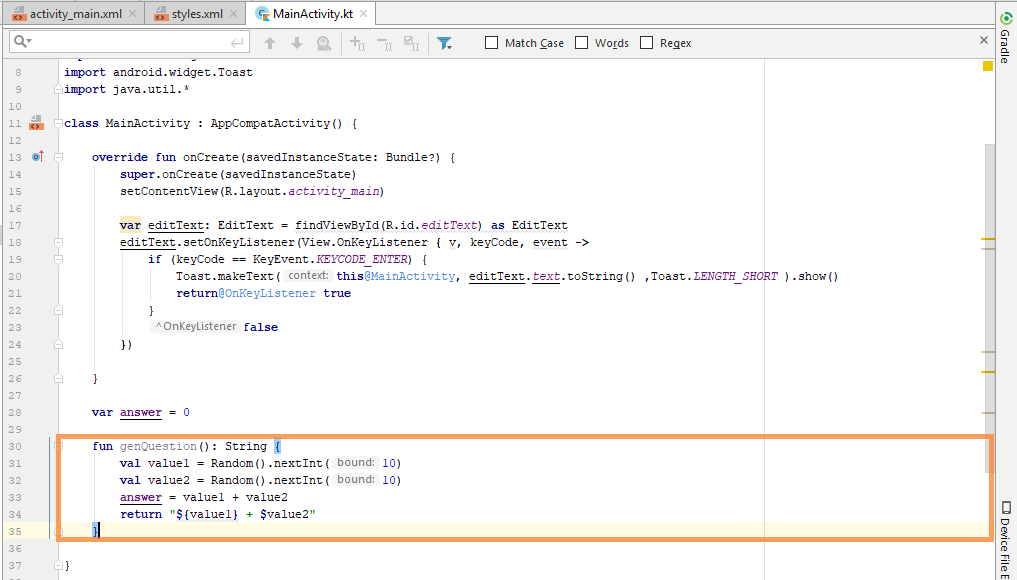 activity_main.xml styles.xml MainActivity.kt
Match Case Words Regex
Gradle
8 import android.widget.Toast
9 import java.util.*
10
11 class MainActivity : AppCompatActivity() {
12
13 override fun onCreate(savedInstanceState: Bundle?) {
14 super.onCreate(savedInstanceState)
15 setContentView(R.layout.activity_main)
16
17 var editText: EditText = findViewById(R.id.editText) as EditText
18 editText.setOnKeyListener(View.OnKeyListener { v, keyCode, event ->
19 if (keyCode == KeyEvent.KEYCODE_ENTER) {
20 Toast.makeText( context: this@MainActivity, editText.text.toString() ,Toast.LENGTH_SHORT ).show()
21 return@OnKeyListener true
22 }
23 ^OnKeyListener false
24 })
25
26 }
27
28 var answer = 0
29
30 fun genQuestion(): String {
31 val value1 = Random().nextInt( bound: 10)
32 val value2 = Random().nextInt( bound: 10)
33 answer = value1 + value2
34 return "${value1} + $value2"
35 }
36
37 }
Device File E